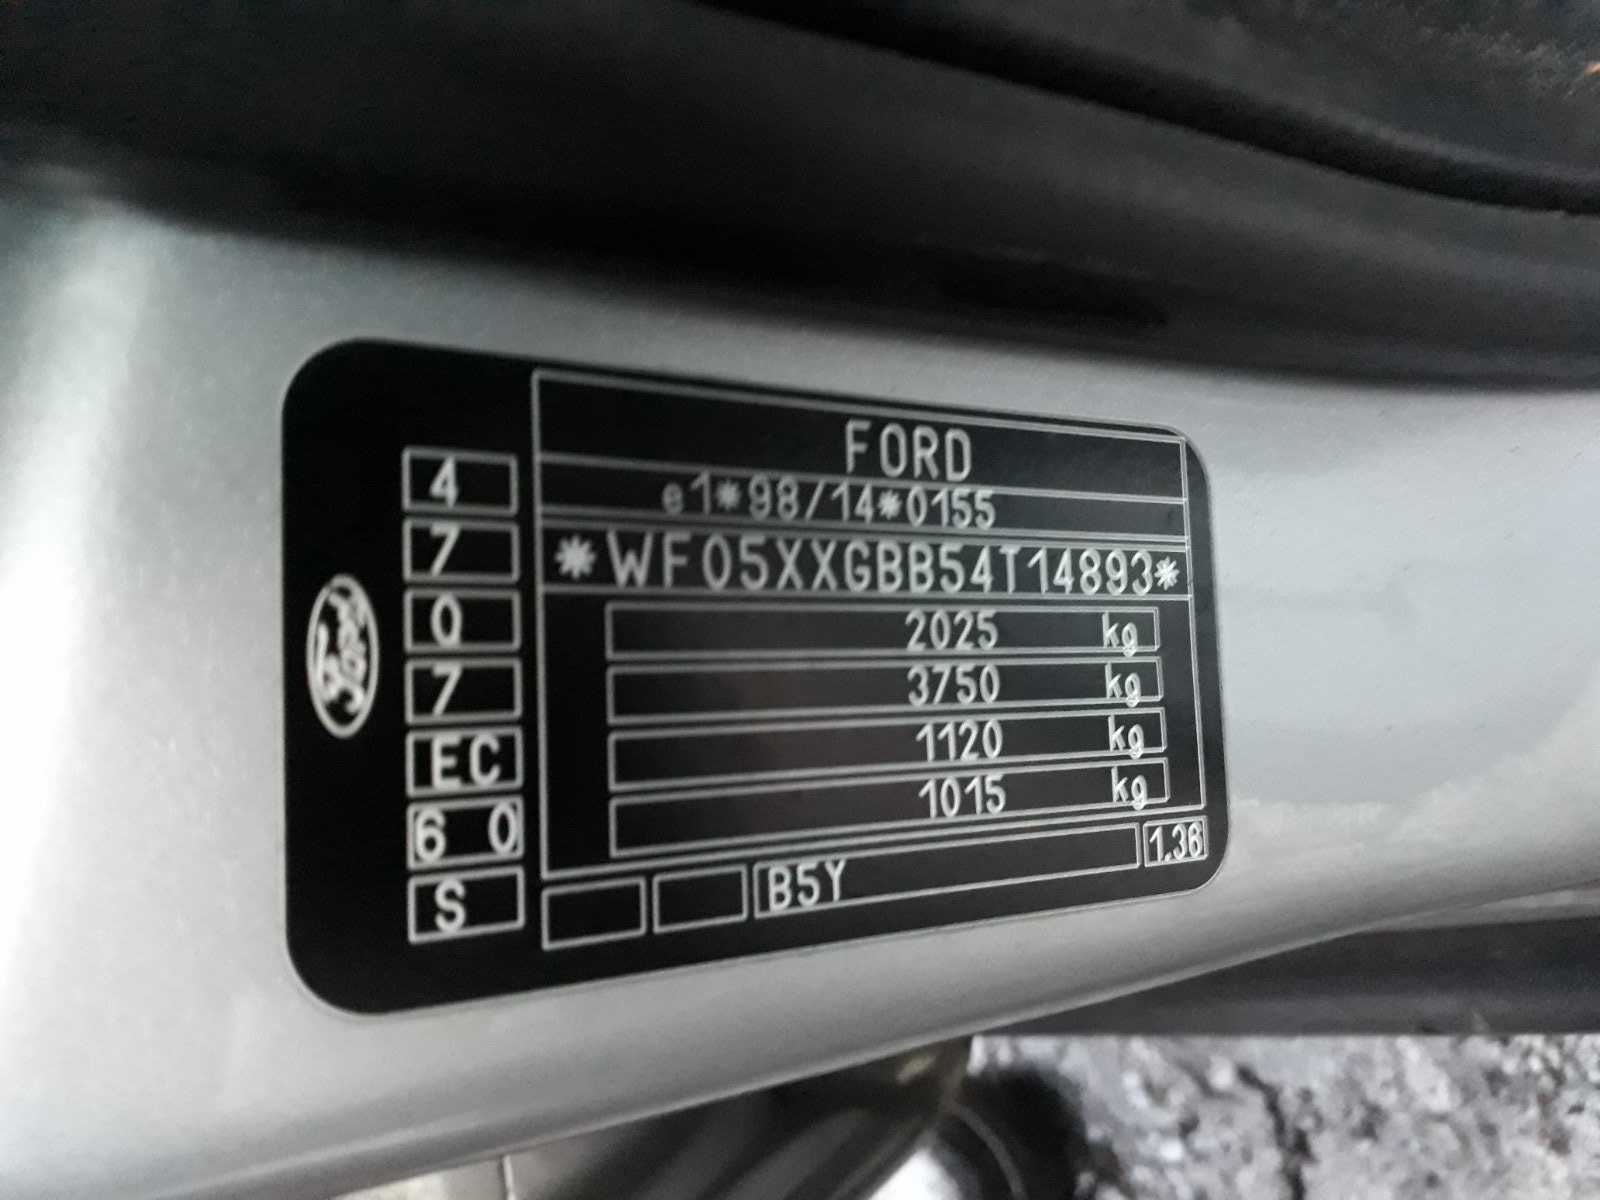 FORD
e1*98/14*0155
*WF05XXGBB54T14893*
2025 kg
3750 kg
1120 kg
1015 kg
B5Y 1.36
4
7
0
7
EC
6 0
S
Ford